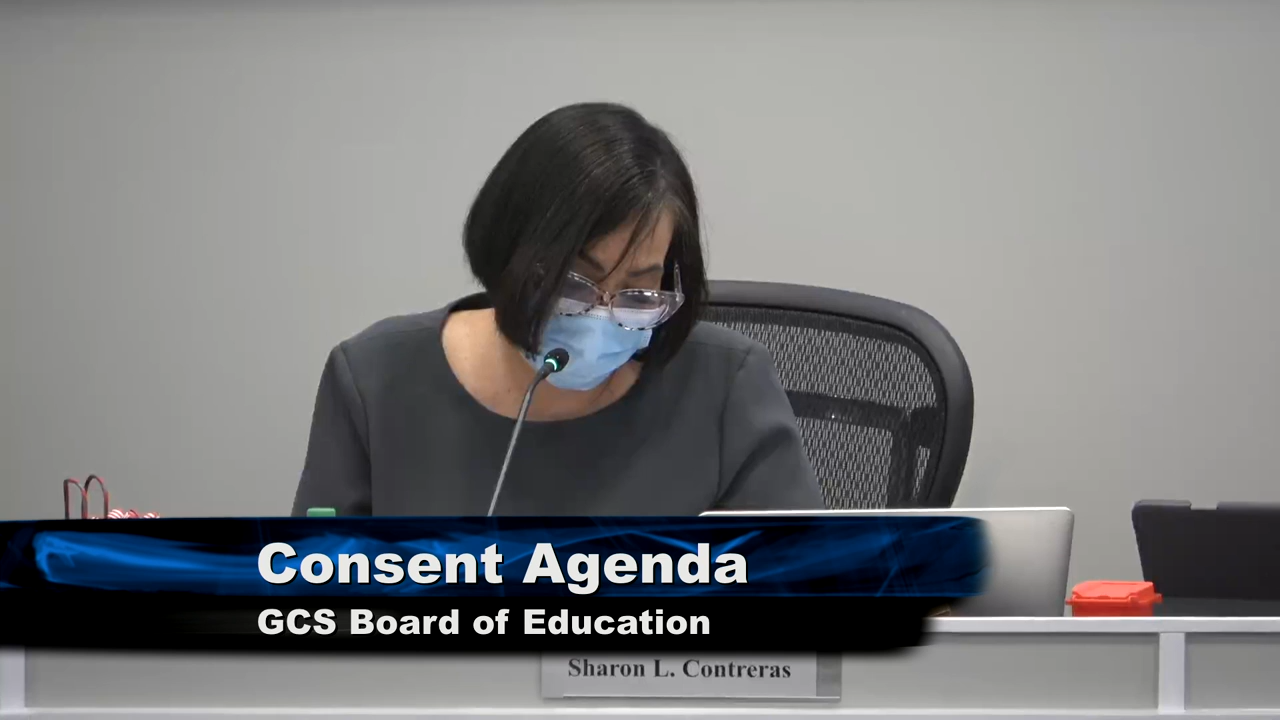 Consent Agenda
GCS Board of Education
Sharon L. Contreras